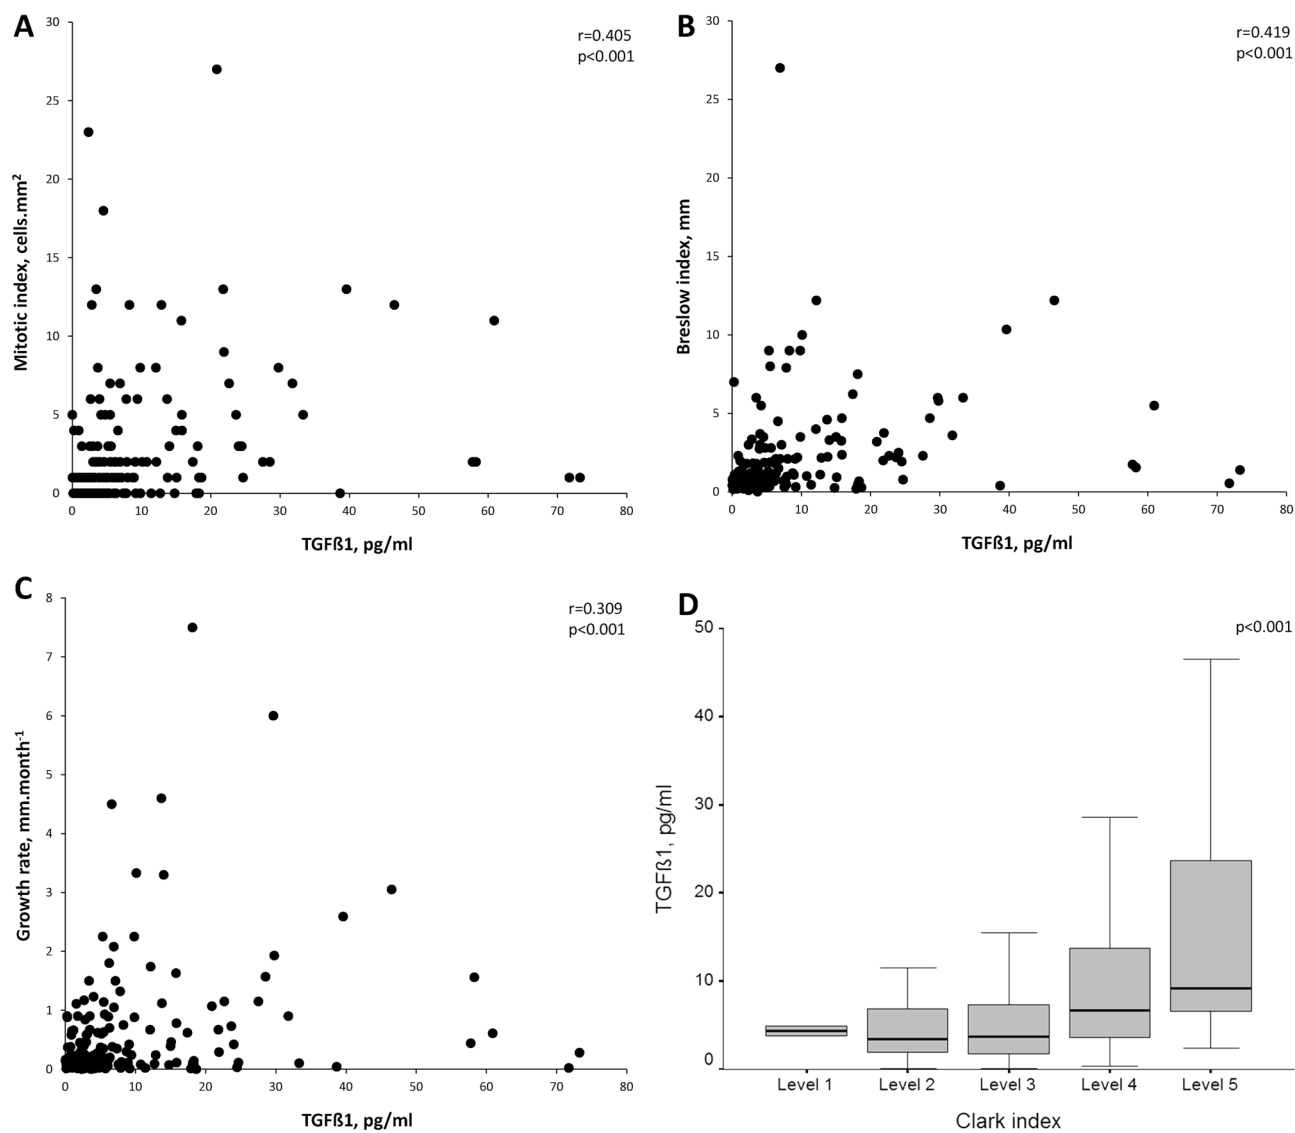 A
r=0.405
p<0.001
30
25
20
15
10
5
0
Mitotic index, cells.mm²
0 10 20 30 40 50 60 70 80
TGFß1, pg/ml
B
r=0.419
p<0.001
30
25
20
15
10
5
0
Breslow index, mm
0 10 20 30 40 50 60 70 80
TGFß1, pg/ml
C
r=0.309
p<0.001
8
7
6
5
4
3
2
1
0
Growth rate, mm.month⁻¹
0 10 20 30 40 50 60 70 80
TGFß1, pg/ml
D
p<0.001
50
40
30
20
10
0
TGFß1, pg/ml
Level 1 Level 2 Level 3 Level 4 Level 5
Clark index